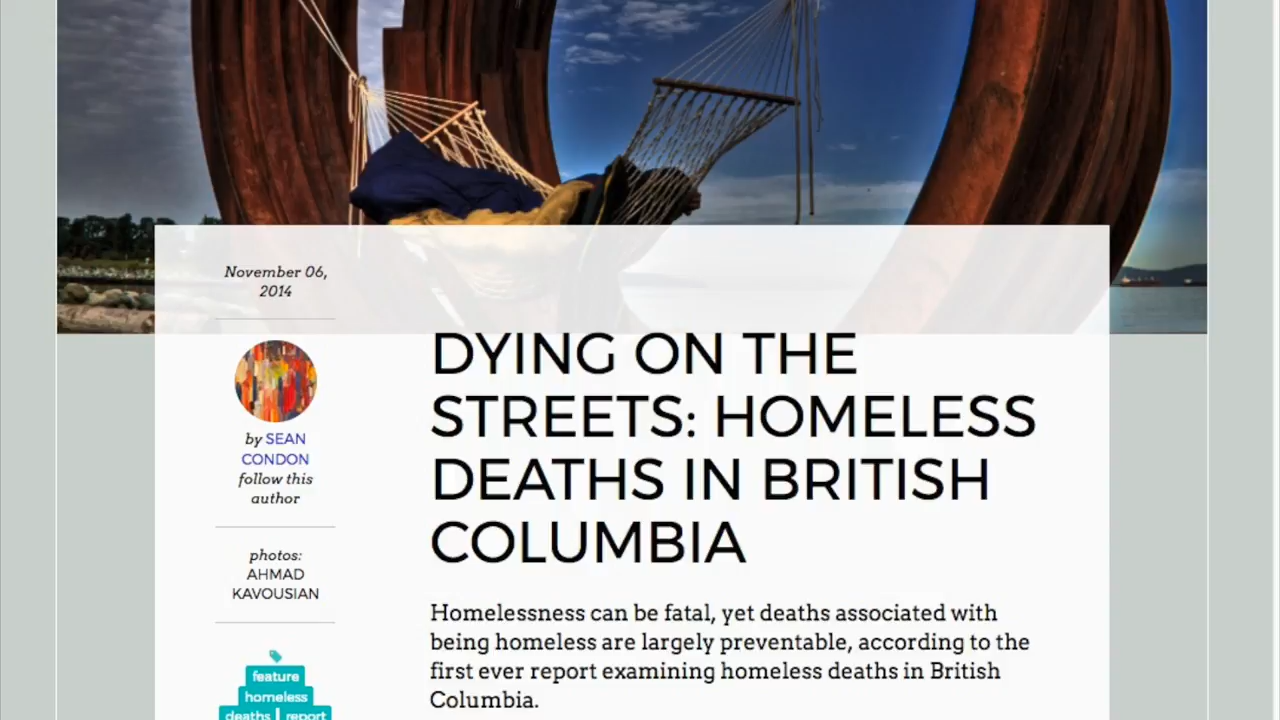 November 06,
2014
by SEAN
CONDON
follow this
author
photos:
AHMAD
KAVOUSIAN
feature
homeless
deaths
report
DYING ON THE
STREETS: HOMELESS
DEATHS IN BRITISH
COLUMBIA
Homelessness can be fatal, yet deaths associated with
being homeless are largely preventable, according to the
first ever report examining homeless deaths in British
Columbia.